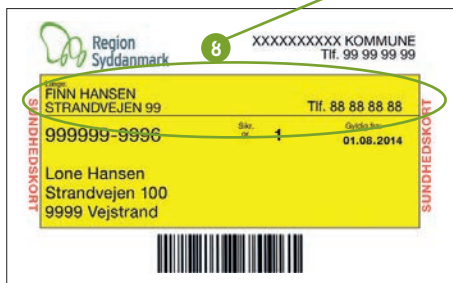 Region
Syddanmark
8
XXXXXXXXXX KOMMUNE
Tlf. 99 99 99 99
Læge:
FINN HANSEN
STRANDVEJEN 99
Tlf. 88 88 88 88
SUNDHEDSKORT
999999-9996
Sikr.
nr.
1
Gyldig fra:
01.08.2014
Lone Hansen
Strandvejen 100
9999 Vejstrand
SUNDHEDSKORT